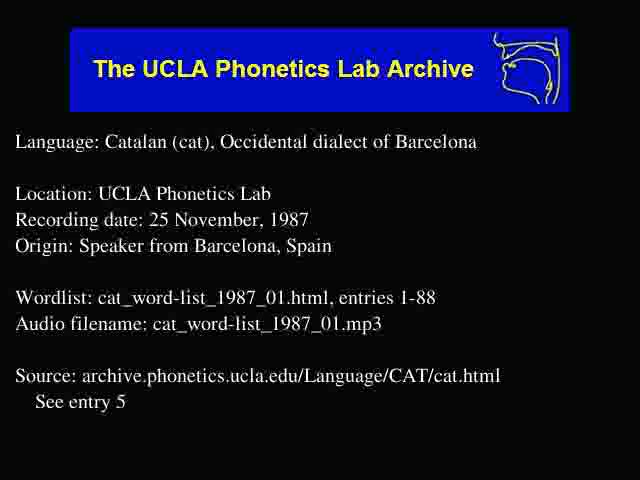 The UCLA Phonetics Lab Archive
Language: Catalan (cat), Occidental dialect of Barcelona
Location: UCLA Phonetics Lab
Recording date: 25 November, 1987
Origin: Speaker from Barcelona, Spain
Wordlist: cat_word-list_1987_01.html, entries 1-88
Audio filename: cat_word-list_1987_01.mp3
Source: archive.phonetics.ucla.edu/Language/CAT/cat.html
See entry 5